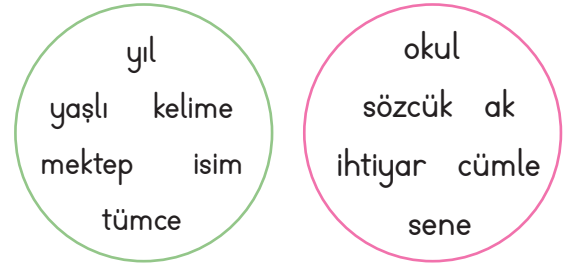 yıl
yaşlı kelime
mektep isim
tümce
okul
sözcük ak
ihtiyar cümle
sene